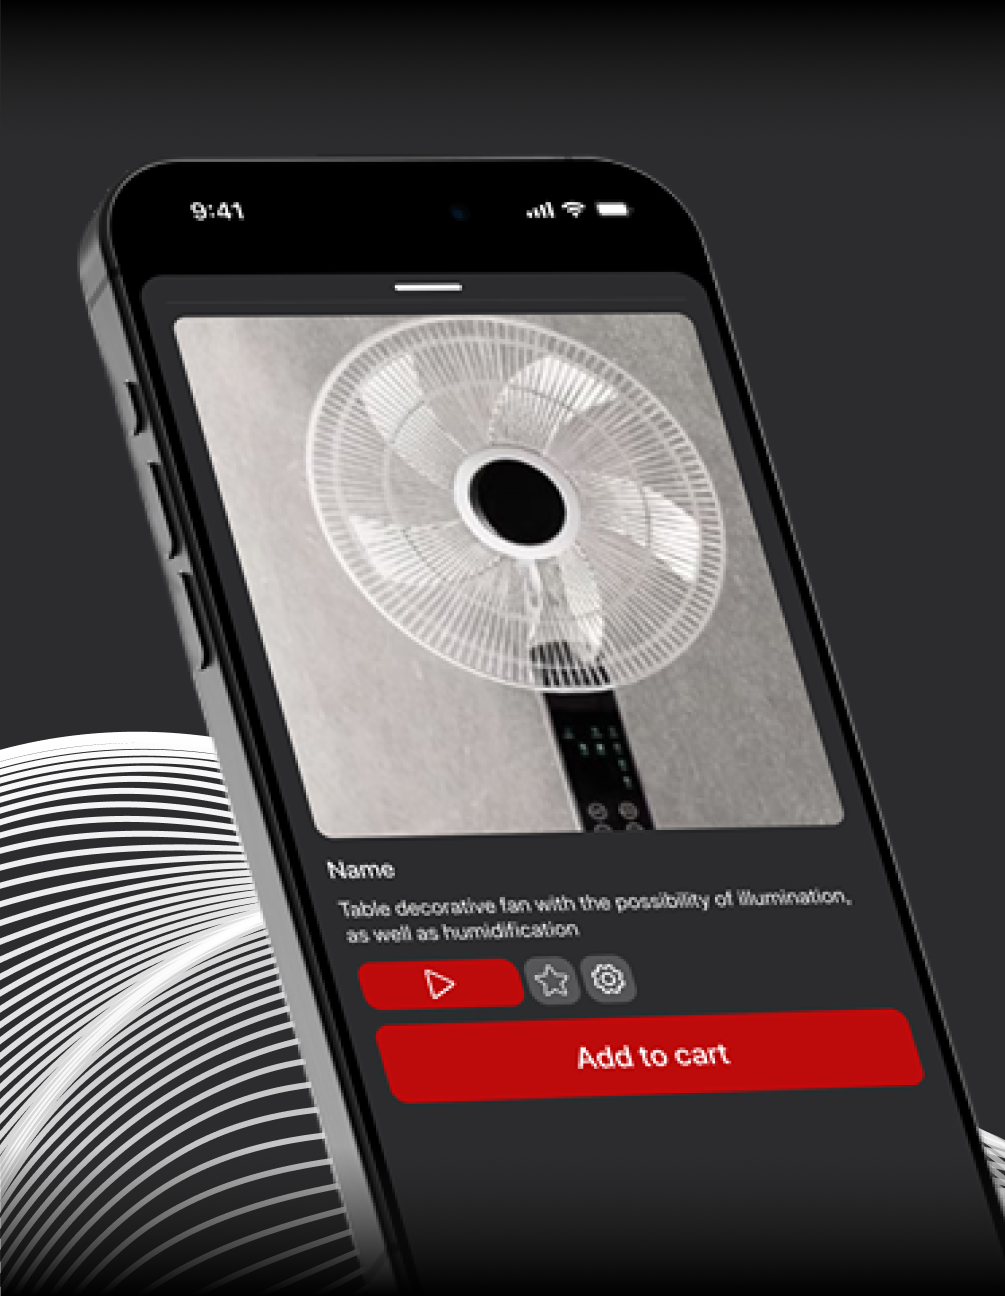 9:41
Name
Table decorative fan with the possibility of illumination,
as well as humidification
Add to cart